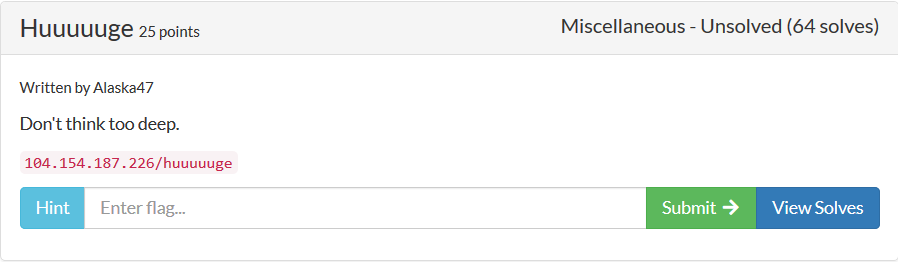 Huuuuuge 25 points Miscellaneous - Unsolved (64 solves)
Written by Alaska47
Don't think too deep.
104.154.187.226/huuuuuge
Hint Enter flag... Submit → View Solves